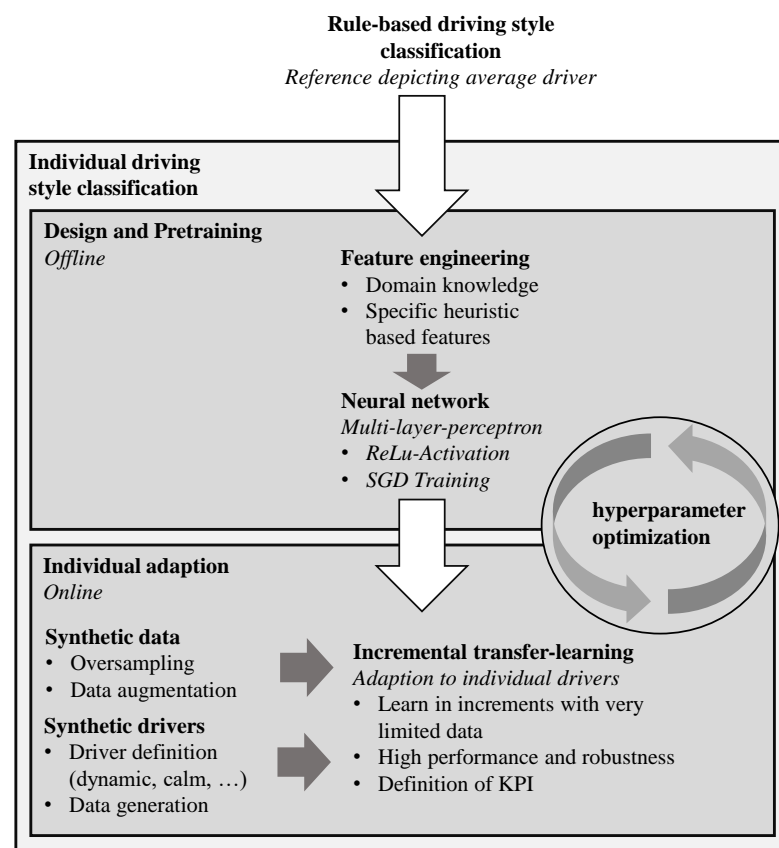 Rule-based driving style
classification
Reference depicting average driver
Individual driving
style classification
Design and Pretraining
Offline
Feature engineering
• Domain knowledge
• Specific heuristic
based features
Neural network
Multi-layer-perceptron
• ReLu-Activation
• SGD Training
hyperparameter
optimization
Individual adaption
Online
Synthetic data
• Oversampling
• Data augmentation
Synthetic drivers
• Driver definition
(dynamic, calm, …)
• Data generation
Incremental transfer-learning
Adaption to individual drivers
• Learn in increments with very
limited data
• High performance and robustness
• Definition of KPI